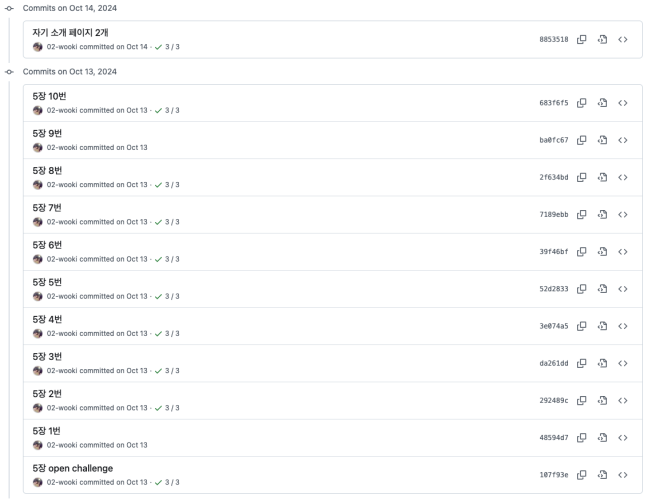 Commits on Oct 14, 2024
자기 소개 페이지 2개
02-wooki committed on Oct 14 · ✓ 3 / 3
8853518
Commits on Oct 13, 2024
5장 10번
02-wooki committed on Oct 13 · ✓ 3 / 3
683f6f5
5장 9번
02-wooki committed on Oct 13
ba0fc67
5장 8번
02-wooki committed on Oct 13 · ✓ 3 / 3
2f634bd
5장 7번
02-wooki committed on Oct 13 · ✓ 3 / 3
7189ebb
5장 6번
02-wooki committed on Oct 13 · ✓ 3 / 3
39f46bf
5장 5번
02-wooki committed on Oct 13 · ✓ 3 / 3
52d2833
5장 4번
02-wooki committed on Oct 13 · ✓ 3 / 3
3e074a5
5장 3번
02-wooki committed on Oct 13 · ✓ 3 / 3
da261dd
5장 2번
02-wooki committed on Oct 13 · ✓ 3 / 3
292489c
5장 1번
02-wooki committed on Oct 13
48594d7
5장 open challenge
02-wooki committed on Oct 13 · ✓ 3 / 3
107f93e